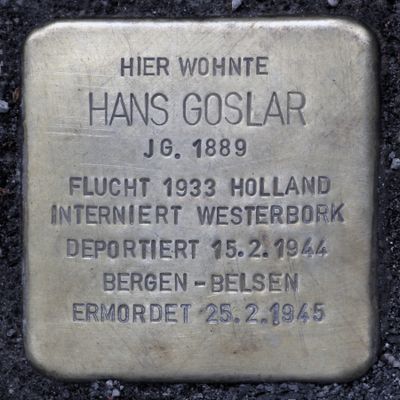 HIER WOHNTE
HANS GOSLAR
JG. 1889
FLUCHT 1933 HOLLAND
INTERNIERT WESTERBORK
DEPORTIERT 15.2.1944
BERGEN-BELSEN
ERMORDET 25.2.1945